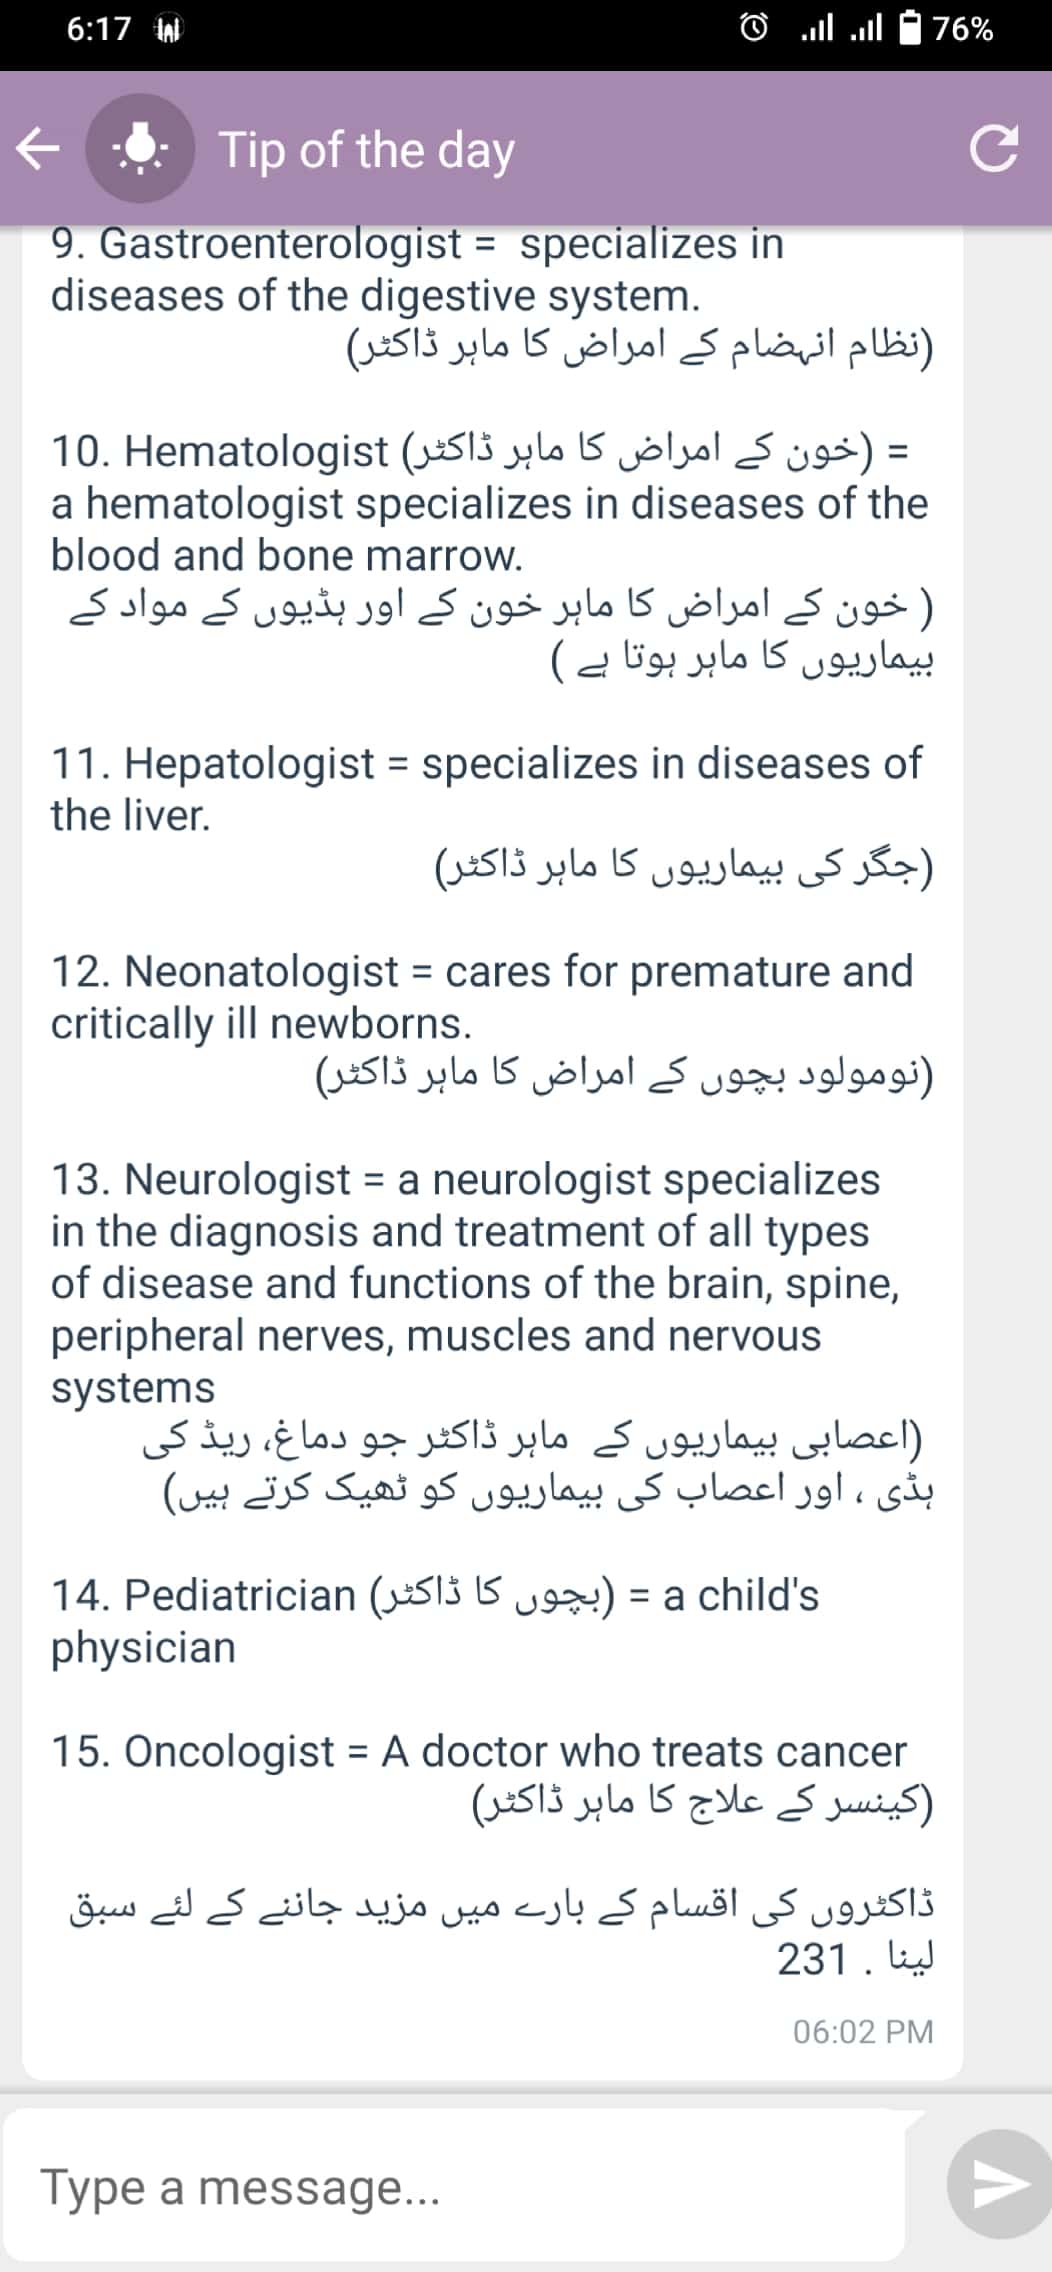 6:17
76%
Tip of the day
9. Gastroenterologist = specializes in
diseases of the digestive system.
(نظام انہضام کے امراض کا ماہر ڈاکٹر)
10. Hematologist (خون کے امراض کا ماہر ڈاکٹر) =
a hematologist specializes in diseases of the
blood and bone marrow.
( خون کے امراض کا ماہر خون کے اور ہڈیوں کے مواد کے
بیماریوں کا ماہر ہوتا ہے )
11. Hepatologist = specializes in diseases of
the liver.
(جگر کی بیماریوں کا ماہر ڈاکٹر)
12. Neonatologist = cares for premature and
critically ill newborns.
(نومولود بچوں کے امراض کا ماہر ڈاکٹر)
13. Neurologist = a neurologist specializes
in the diagnosis and treatment of all types
of disease and functions of the brain, spine,
peripheral nerves, muscles and nervous
systems
(اعصابی بیماریوں کے ماہر ڈاکٹر جو دماغ، ریڈ کی
ہڈی ، اور اعصاب کی بیماریوں کو ٹھیک کرتے ہیں)
14. Pediatrician (بچوں کا ڈاکٹر) = a child's
physician
15. Oncologist = A doctor who treats cancer
(کینسر کے علاج کا ماہر ڈاکٹر)
ڈاکٹروں کی اقسام کے بارے میں مزید جاننے کے لئے سبق
لینا . 231
06:02 PM
Type a message...